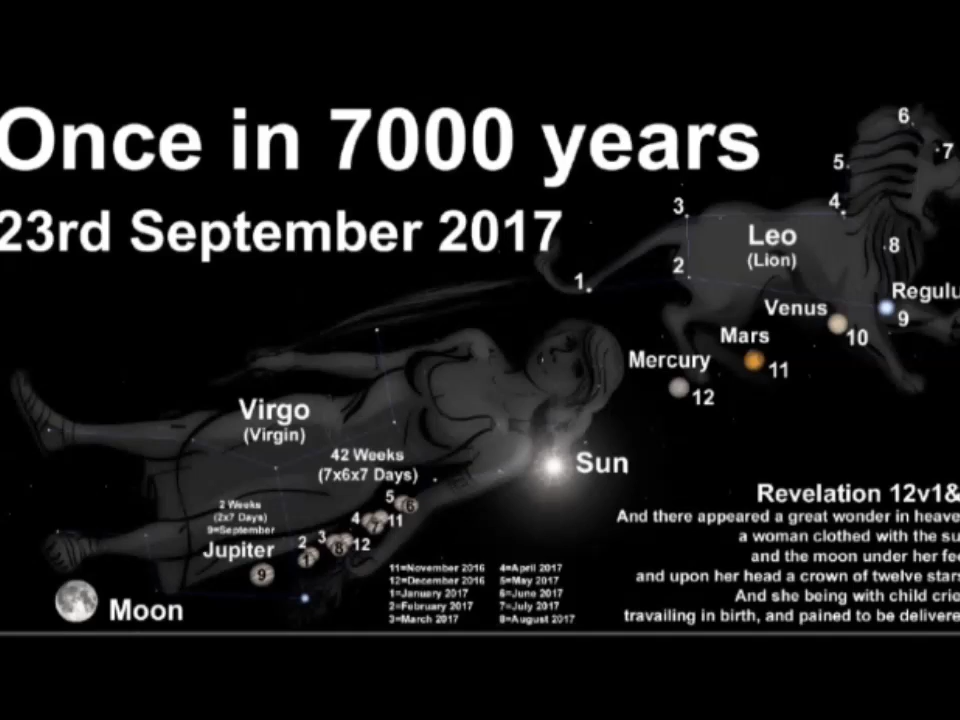 Once in 7000 years
23rd September 2017
6
7
5
4
3
8
Leo
(Lion)
2
1
Regulu
9
Venus
10
Mars
11
Mercury
12
Virgo
(Virgin)
42 Weeks
(7x6x7 Days)
Sun
5
6
4
7
11
2 Weeks
(2x7 Days)
9=September
Jupiter
2
3
8
12
1
9
Moon
11=November 2016
12=December 2016
1=January 2017
2=February 2017
3=March 2017
4=April 2017
5=May 2017
6=June 2017
7=July 2017
8=August 2017
Revelation 12v1&
And there appeared a great wonder in heave
a woman clothed with the su
and the moon under her fee
and upon her head a crown of twelve stars
And she being with child crie
travailing in birth, and pained to be delivere